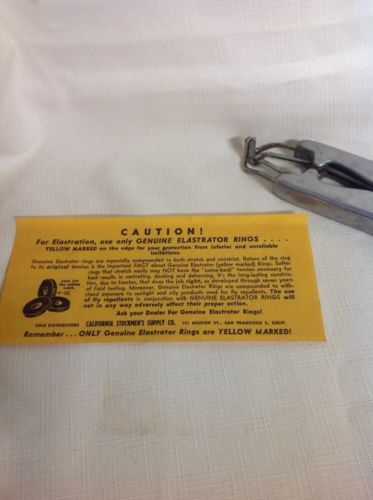 CAUTION!
For Elastration, use only GENUINE ELASTRATOR RINGS . . . .
YELLOW MARKED on the edge for your protection from inferior and unreliable
imitations.
Genuine Elastrator rings are especially compounded to both stretch and constrict. Return of the ring
to its original tension is the important FACT about Genuine Elastrator (yellow marked) Rings. Softer
rings that stretch easily may NOT have the "come-back" tension necessary for
best results in castrating, docking and dehorning. It's the long-lasting constric-
tion, due to tension, that does the job right, as developed through seven years
of field testing. Moreover, Genuine Elastrator Rings are compounded to with-
stand exposure to sunlight and oily products used for fly repellents. The use
of fly repellents in conjunction with GENUINE ELASTRATOR RINGS will
not in any way adversely affect their proper action.
Look for
the yellow
mark.
Ask your Dealer For Genuine Elastrator Rings!
SOLE DISTRIBUTORS CALIFORNIA STOCKMEN'S SUPPLY CO. 151 MISSION ST., SAN FRANCISCO 5, CALIF.
Remember . . . ONLY Genuine Elastrator Rings are YELLOW MARKED!